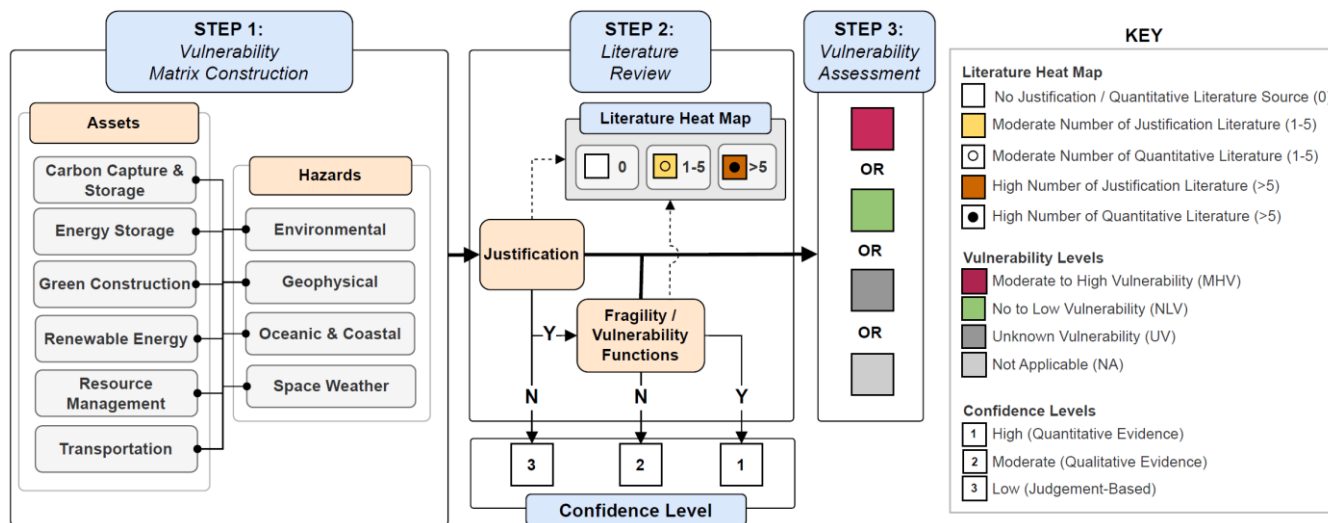 STEP 1:
Vulnerability
Matrix Construction
Assets
Carbon Capture &
Storage
Energy Storage
Green Construction
Renewable Energy
Resource
Management
Transportation
Hazards
Environmental
Geophysical
Oceanic & Coastal
Space Weather
STEP 2:
Literature
Review
Literature Heat Map
0
1-5
>5
Justification
Y
Fragility /
Vulnerability
Functions
N
N
Y
3
2
1
Confidence Level
STEP 3:
Vulnerability
Assessment
OR
OR
OR
KEY
Literature Heat Map
No Justification / Quantitative Literature Source (0)
Moderate Number of Justification Literature (1-5)
Moderate Number of Quantitative Literature (1-5)
High Number of Justification Literature (>5)
High Number of Quantitative Literature (>5)
Vulnerability Levels
Moderate to High Vulnerability (MHV)
No to Low Vulnerability (NLV)
Unknown Vulnerability (UV)
Not Applicable (NA)
Confidence Levels
1 High (Quantitative Evidence)
2 Moderate (Qualitative Evidence)
3 Low (Judgement-Based)